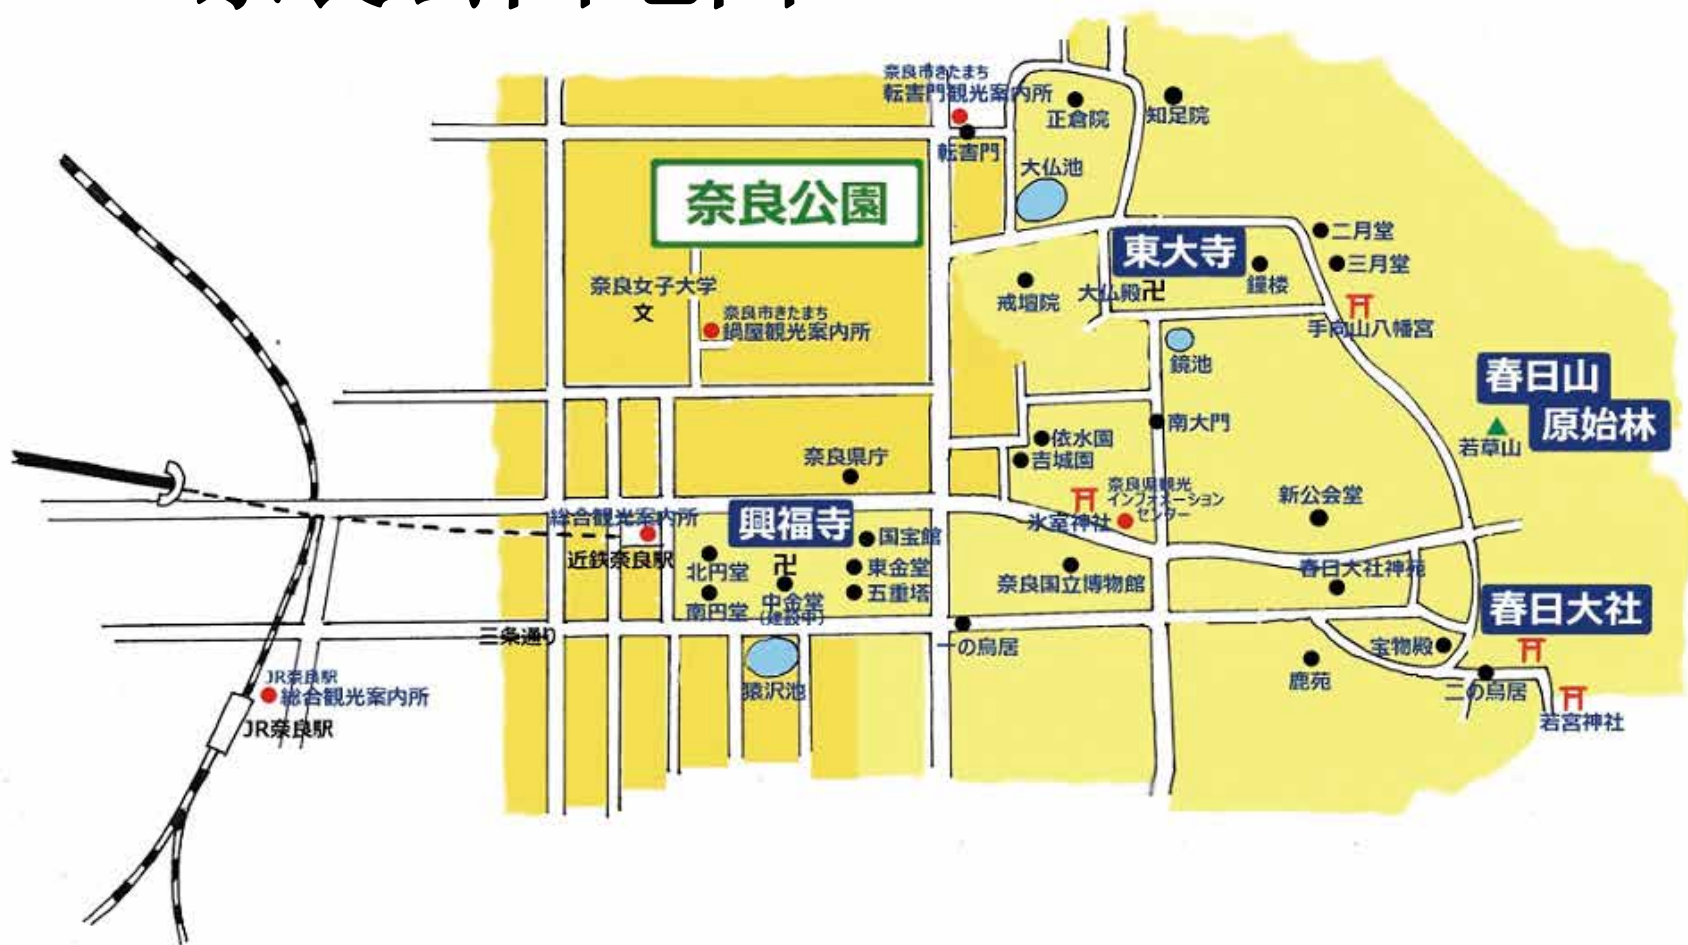 奈良市きたまち
転害門観光案内所
正倉院
知足院
転害門
大仏池
奈良公園
東大寺
二月堂
三月堂
鐘楼
奈良女子大学
文
戒壇院
大仏殿卍
奈良市きたまち
鍋屋観光案内所
手向山八幡宮
鏡池
春日山
原始林
若草山
南大門
依水園
吉城園
奈良県庁
奈良県観光
インフォメーション
センター
氷室神社
新公会堂
総合観光案内所
近鉄奈良駅
興福寺
卍
国宝館
北円堂
東金堂
中金堂
(建設中)
五重塔
南円堂
奈良国立博物館
春日大社神苑
春日大社
三条通り
一の鳥居
宝物殿
鹿苑
二の鳥居
若宮神社
猿沢池
JR奈良駅
総合観光案内所
JR奈良駅